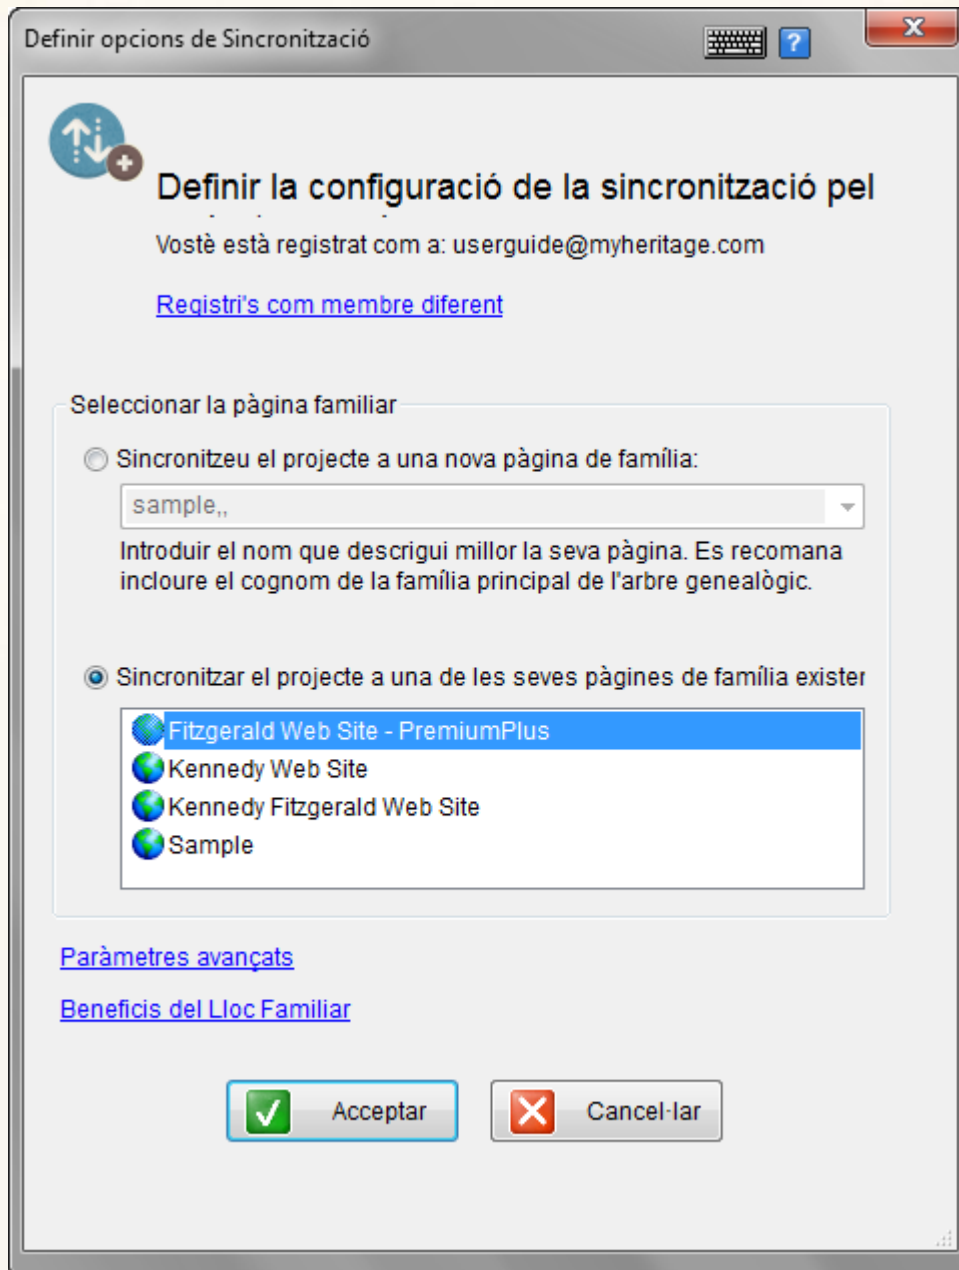 Definir opcions de Sincronització
?
Definir la configuració de la sincronització pel
Vostè està registrat com a: userguide@myheritage.com
Registri's com membre diferent
Seleccionar la pàgina familiar
Sincronitzeu el projecte a una nova pàgina de família:
sample,,
Introduir el nom que descrigui millor la seva pàgina. Es recomana
incloure el cognom de la família principal de l'arbre genealògic.
Sincronitzar el projecte a una de les seves pàgines de família exister
Fitzgerald Web Site - PremiumPlus
Kennedy Web Site
Kennedy Fitzgerald Web Site
Sample
Paràmetres avançats
Beneficis del Lloc Familiar
Acceptar
Cancel·lar